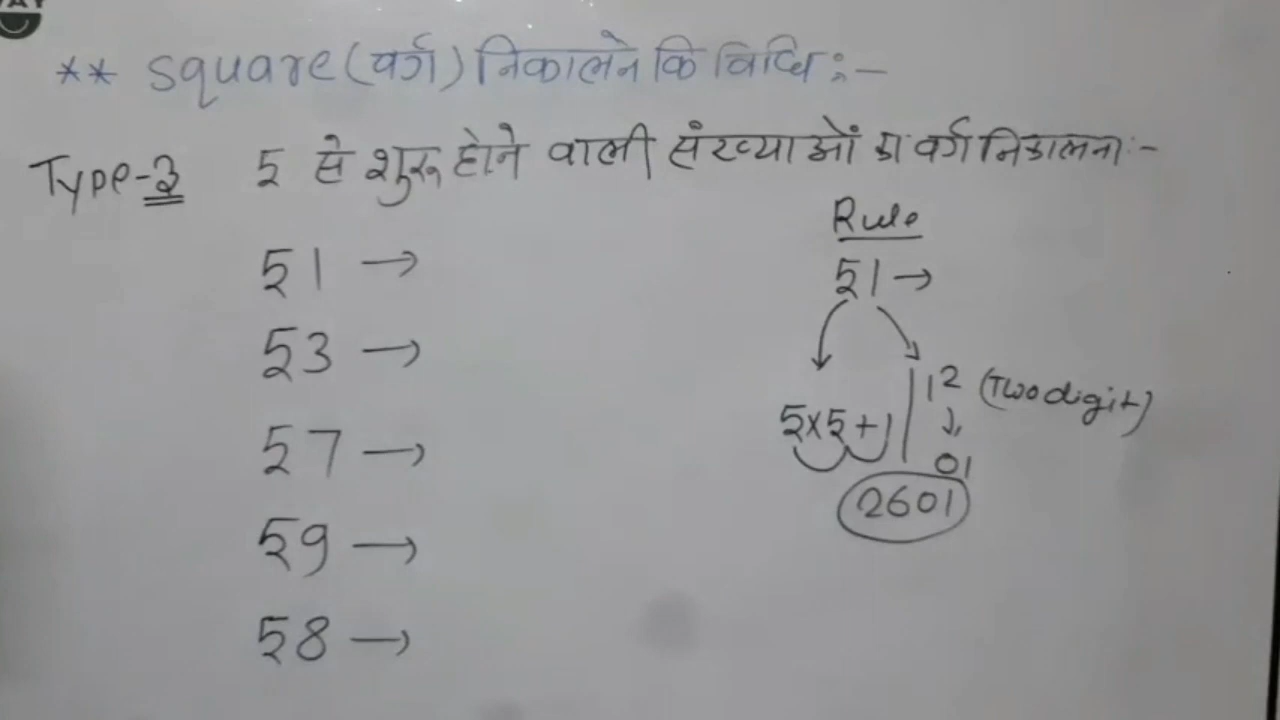 ** square (वर्ग) निकालने कि विधि :-
Type-3 5 से शुरू होने वाली संख्याओं का वर्ग निकालना :-
Rule
51 →
51 →
53 →
1² (Two digit)
5×5+1
57 →
01
2601
59 →
58 →